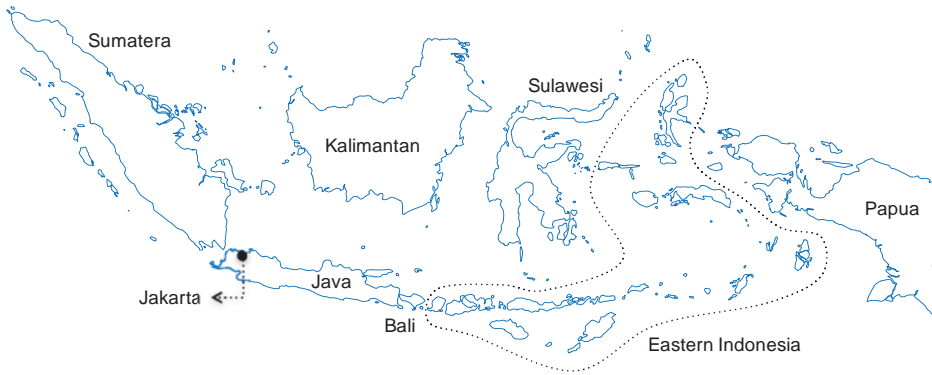 Sumatera
Sulawesi
Kalimantan
Papua
Java
Jakarta
Bali
Eastern Indonesia